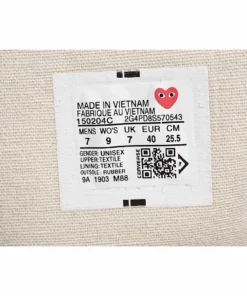 MADE IN VIETNAM
FABRIQUE AU VIETNAM
150204C 2G4PD8S570543
MENS WO'S UK EUR CM
7 9 7 40 25.5
GENDER: UNISEX
UPPER:TEXTILE
LINING:TEXTILE
OUTSOLE: RUBBER
9A 1903 M88
CONVERSE